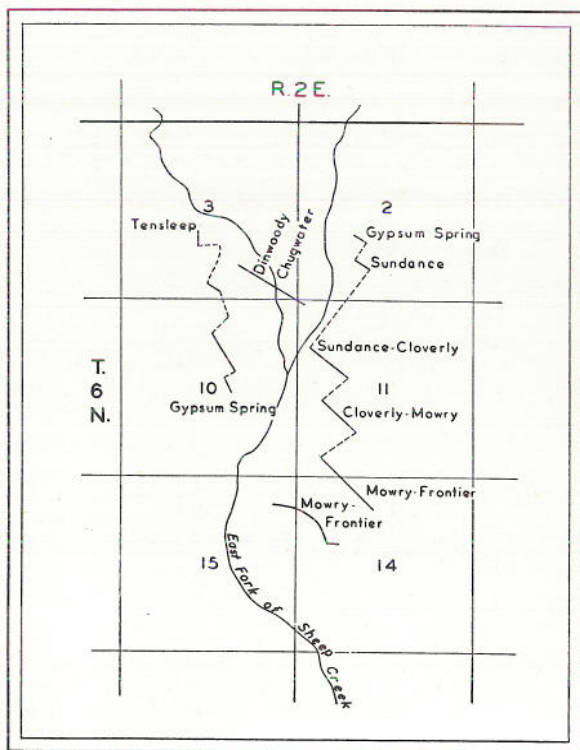 R. 2 E.
3
2
Tensleep
Dinwoody
Chugwater
Gypsum Spring
Sundance
T.
6
N.
Sundance-Cloverly
10
11
Gypsum Spring
Cloverly-Mowry
Mowry-Frontier
Mowry-
Frontier
15
14
East Fork of Sheep Creek